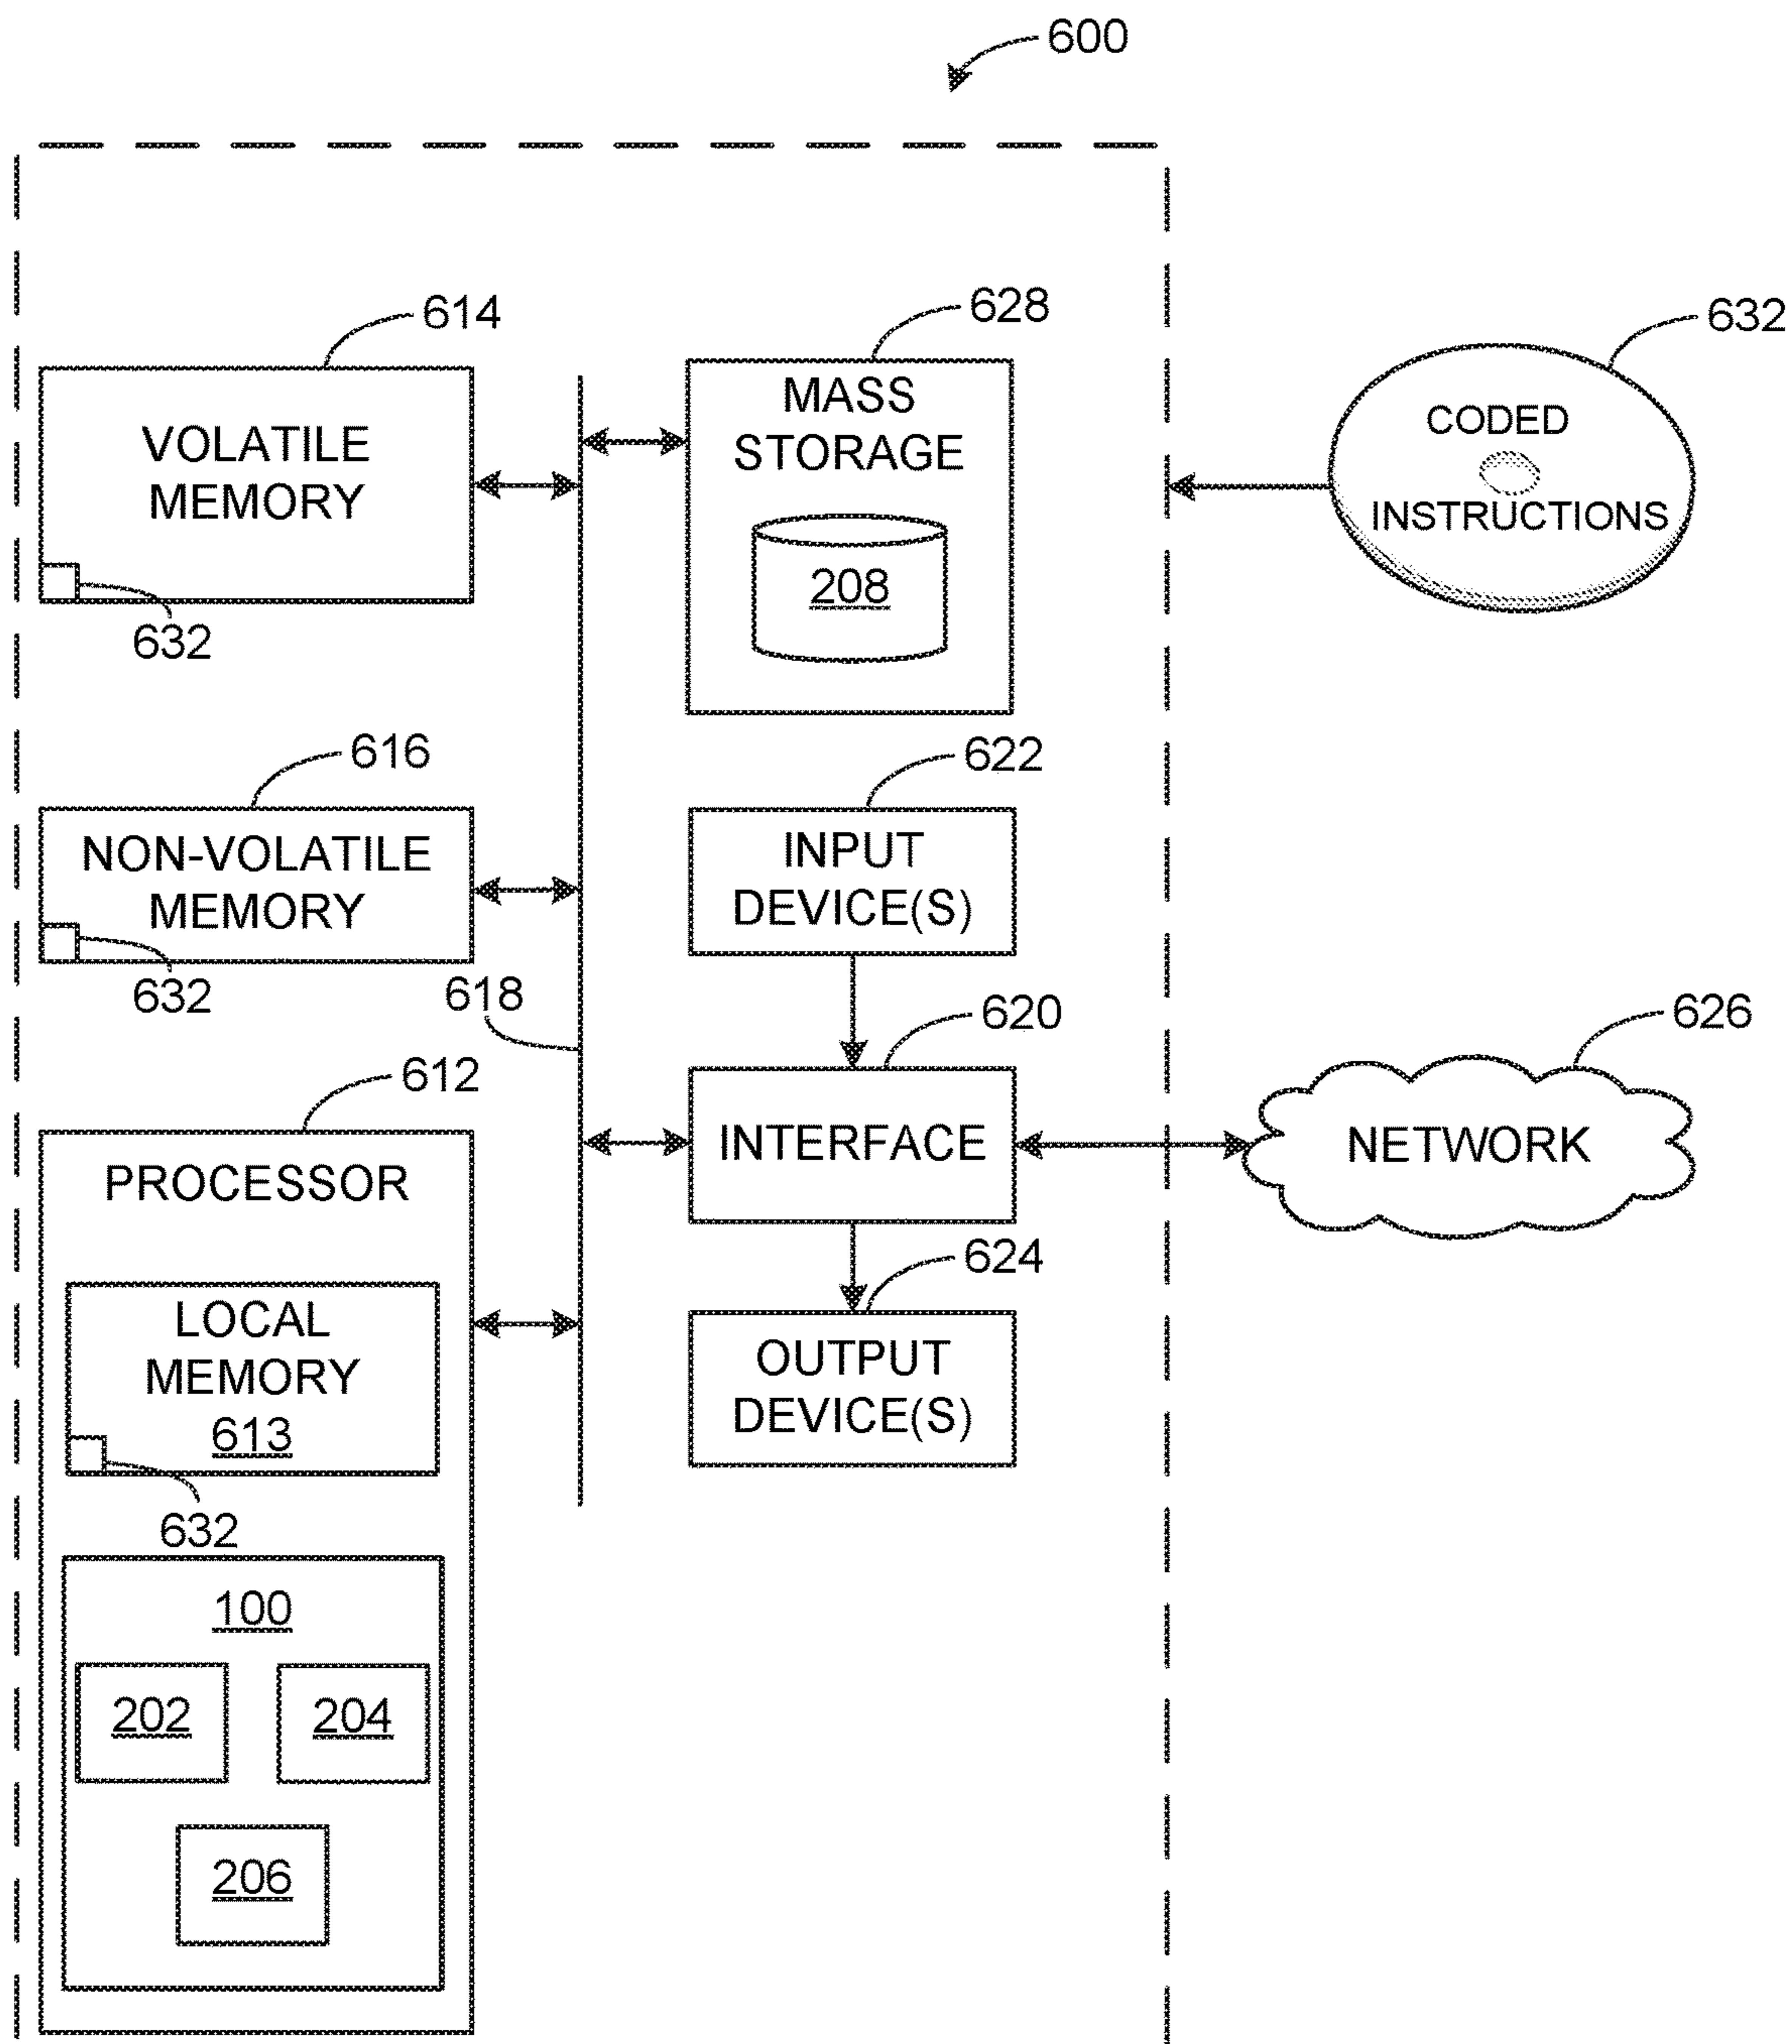 600
614
VOLATILE
MEMORY
632
628
MASS
STORAGE
208
632
CODED
INSTRUCTIONS
616
NON-VOLATILE
MEMORY
632
618
622
INPUT
DEVICE(S)
620
INTERFACE
626
NETWORK
624
OUTPUT
DEVICE(S)
612
PROCESSOR
LOCAL
MEMORY
613
632
100
202
204
206